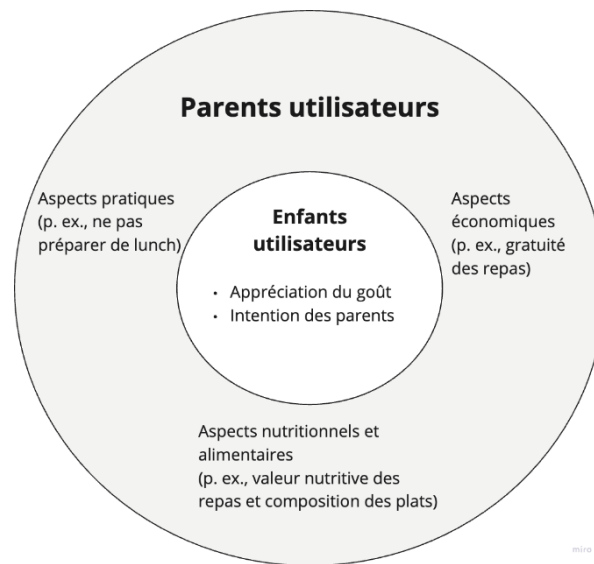 Parents utilisateurs
Aspects pratiques
(p. ex., ne pas
préparer de lunch)
Enfants
utilisateurs
• Appréciation du goût
• Intention des parents
Aspects
économiques
(p. ex., gratuité
des repas)
Aspects nutritionnels et
alimentaires
(p. ex., valeur nutritive des
repas et composition des plats)
miro